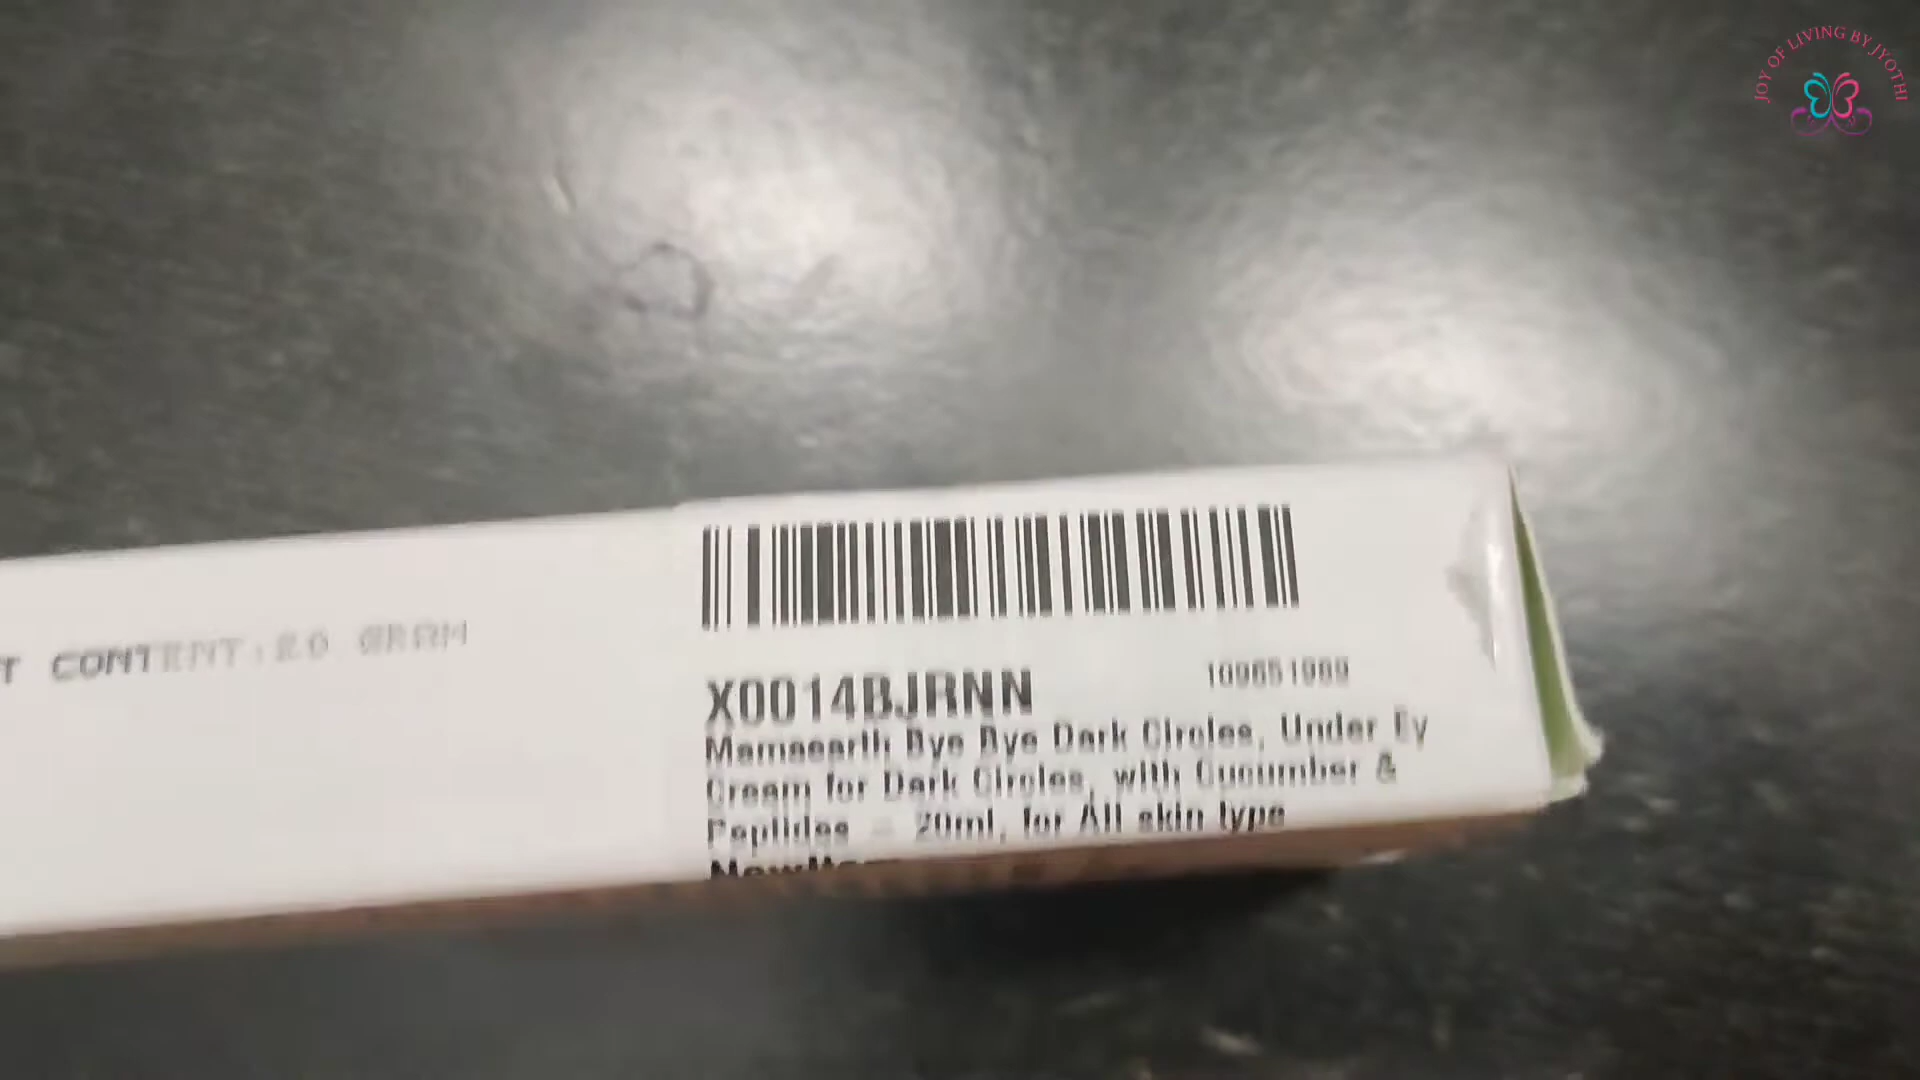 JOY OF LIVING BY JYOTHI
T CONTENT:20 GRAM
X0014BJRNN
109651989
Mamaearth Bye Bye Dark Circles, Under Ey
Cream for Dark Circles, with Cucumber &
Peptides - 20ml, for All skin type